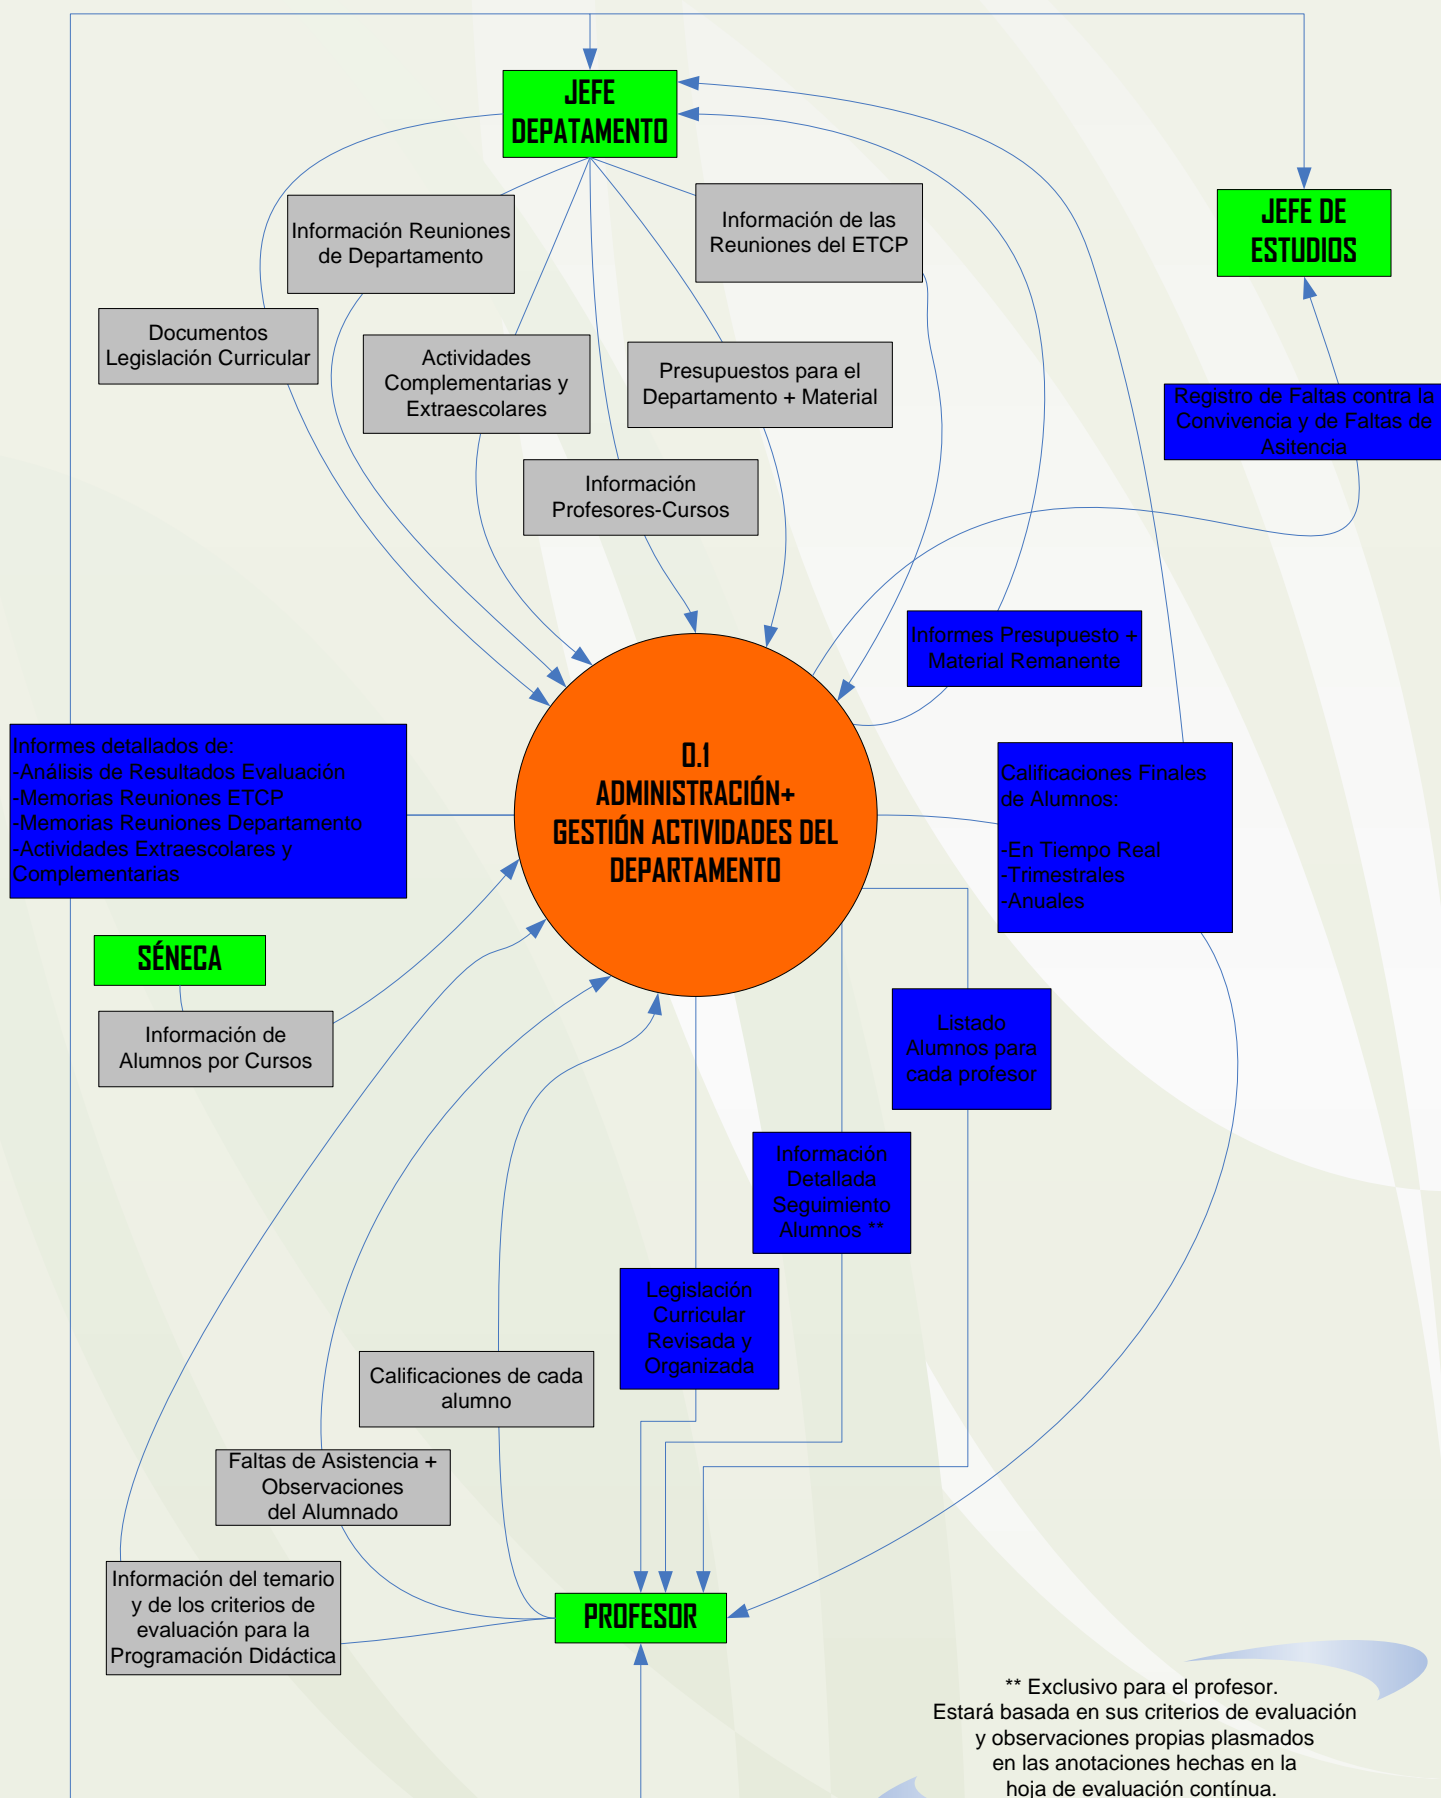 JEFE
DEPATAMENTO
JEFE DE
ESTUDIOS
Información Reuniones
de Departamento
Información de las
Reuniones del ETCP
Documentos
Legislación Curricular
Actividades
Complementarias y
Extraescolares
Presupuestos para el
Departamento + Material
Registro de Faltas contra la
Convivencia y de Faltas de
Asitencia
Información
Profesores-Cursos
Informes Presupuesto +
Material Remanente
Informes detallados de:
-Análisis de Resultados Evaluación
-Memorias Reuniones ETCP
-Memorias Reuniones Departamento
-Actividades Extraescolares y
Complementarias
0.1
ADMINISTRACIÓN+
GESTIÓN ACTIVIDADES DEL
DEPARTAMENTO
Calificaciones Finales
de Alumnos:
-En Tiempo Real
-Trimestrales
-Anuales
SÉNECA
Información de
Alumnos por Cursos
Listado
Alumnos para
cada profesor
Información
Detallada
Seguimiento
Alumnos **
Legislación
Curricular
Revisada y
Organizada
Calificaciones de cada
alumno
Faltas de Asistencia +
Observaciones
del Alumnado
Información del temario
y de los criterios de
evaluación para la
Programación Didáctica
PROFESOR
** Exclusivo para el profesor.
Estará basada en sus criterios de evaluación
y observaciones propias plasmados
en las anotaciones hechas en la
hoja de evaluación contínua.